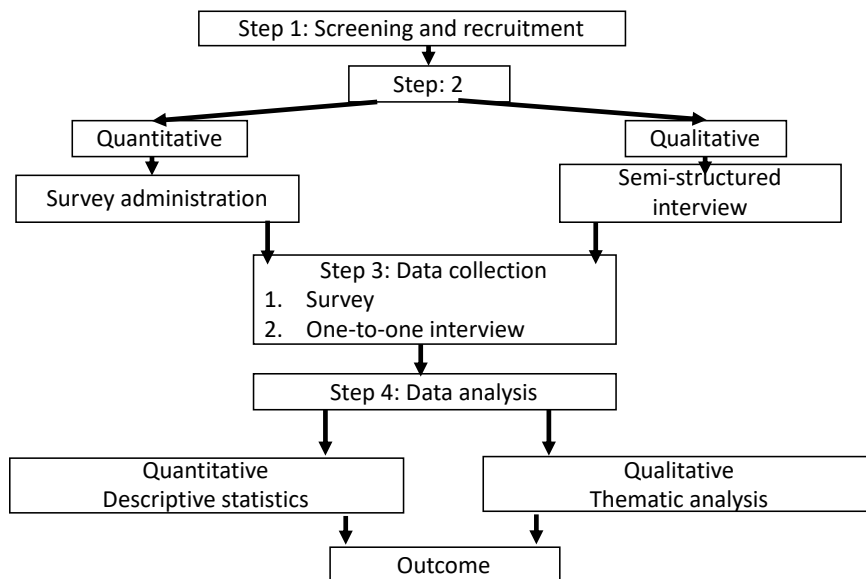 Step 1: Screening and recruitment
Step: 2
Quantitative
Qualitative
Survey administration
Semi-structured
interview
Step 3: Data collection
1. Survey
2. One-to-one interview
Step 4: Data analysis
Quantitative
Descriptive statistics
Qualitative
Thematic analysis
Outcome